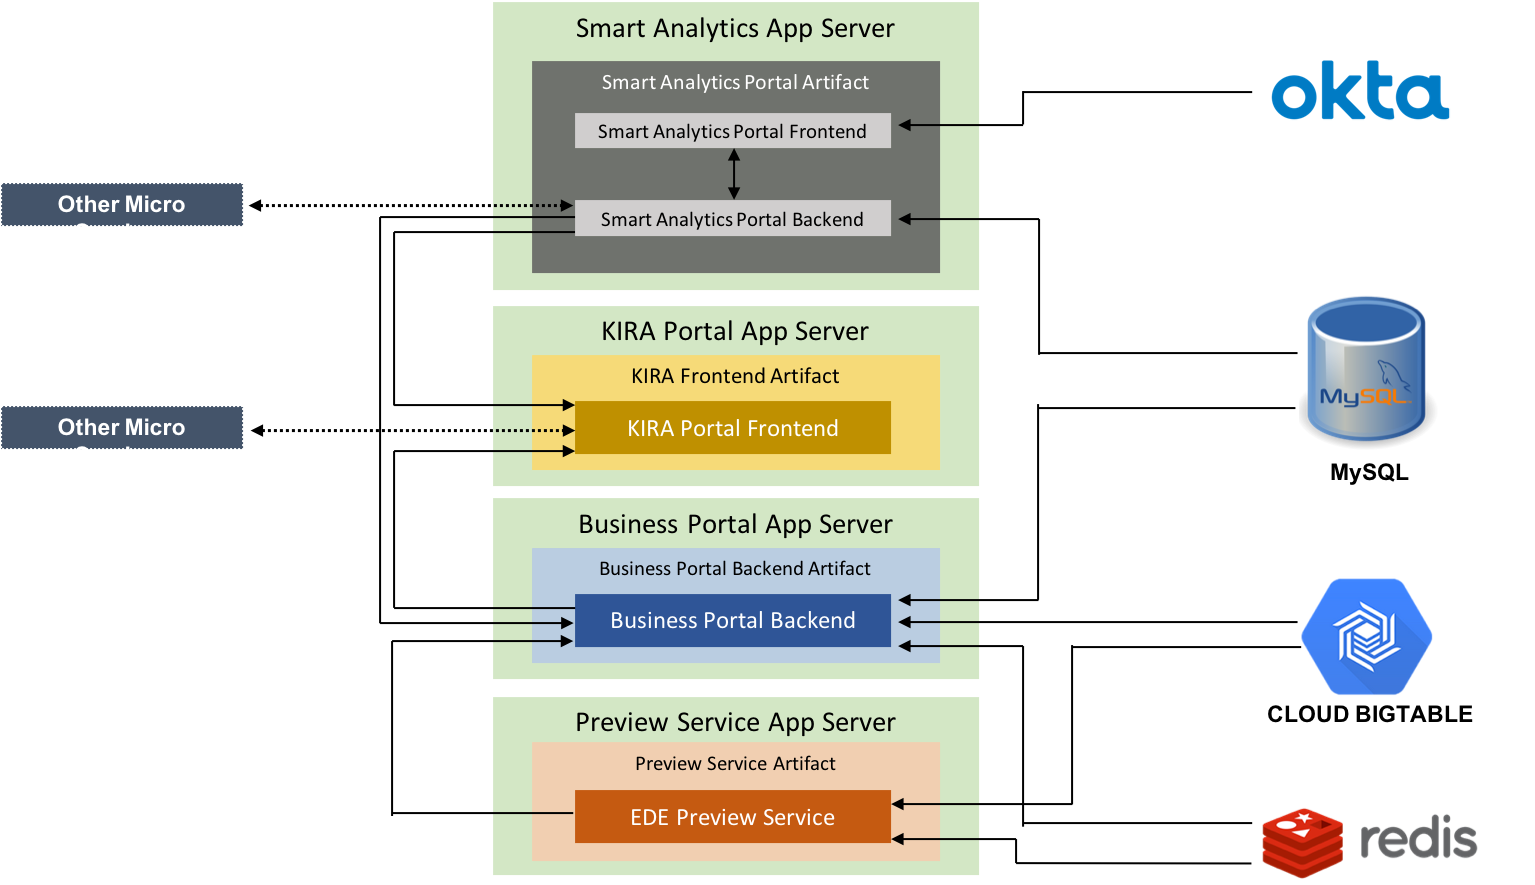 Smart Analytics App Server
Smart Analytics Portal Artifact
Smart Analytics Portal Frontend
okta
Other Micro
Smart Analytics Portal Backend
KIRA Portal App Server
KIRA Frontend Artifact
KIRA Portal Frontend
Other Micro
MySQL
MySQL
Business Portal App Server
Business Portal Backend Artifact
Business Portal Backend
CLOUD BIGTABLE
Preview Service App Server
Preview Service Artifact
EDE Preview Service
redis